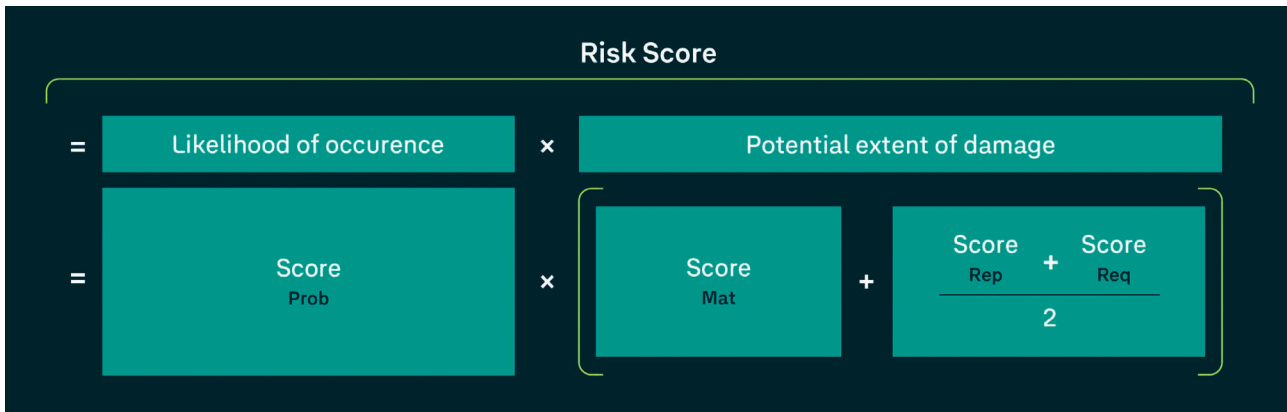 Risk Score
= Likelihood of occurence × Potential extent of damage
= Score Prob × [ Score Mat + Score Rep + Score Req
2 ]